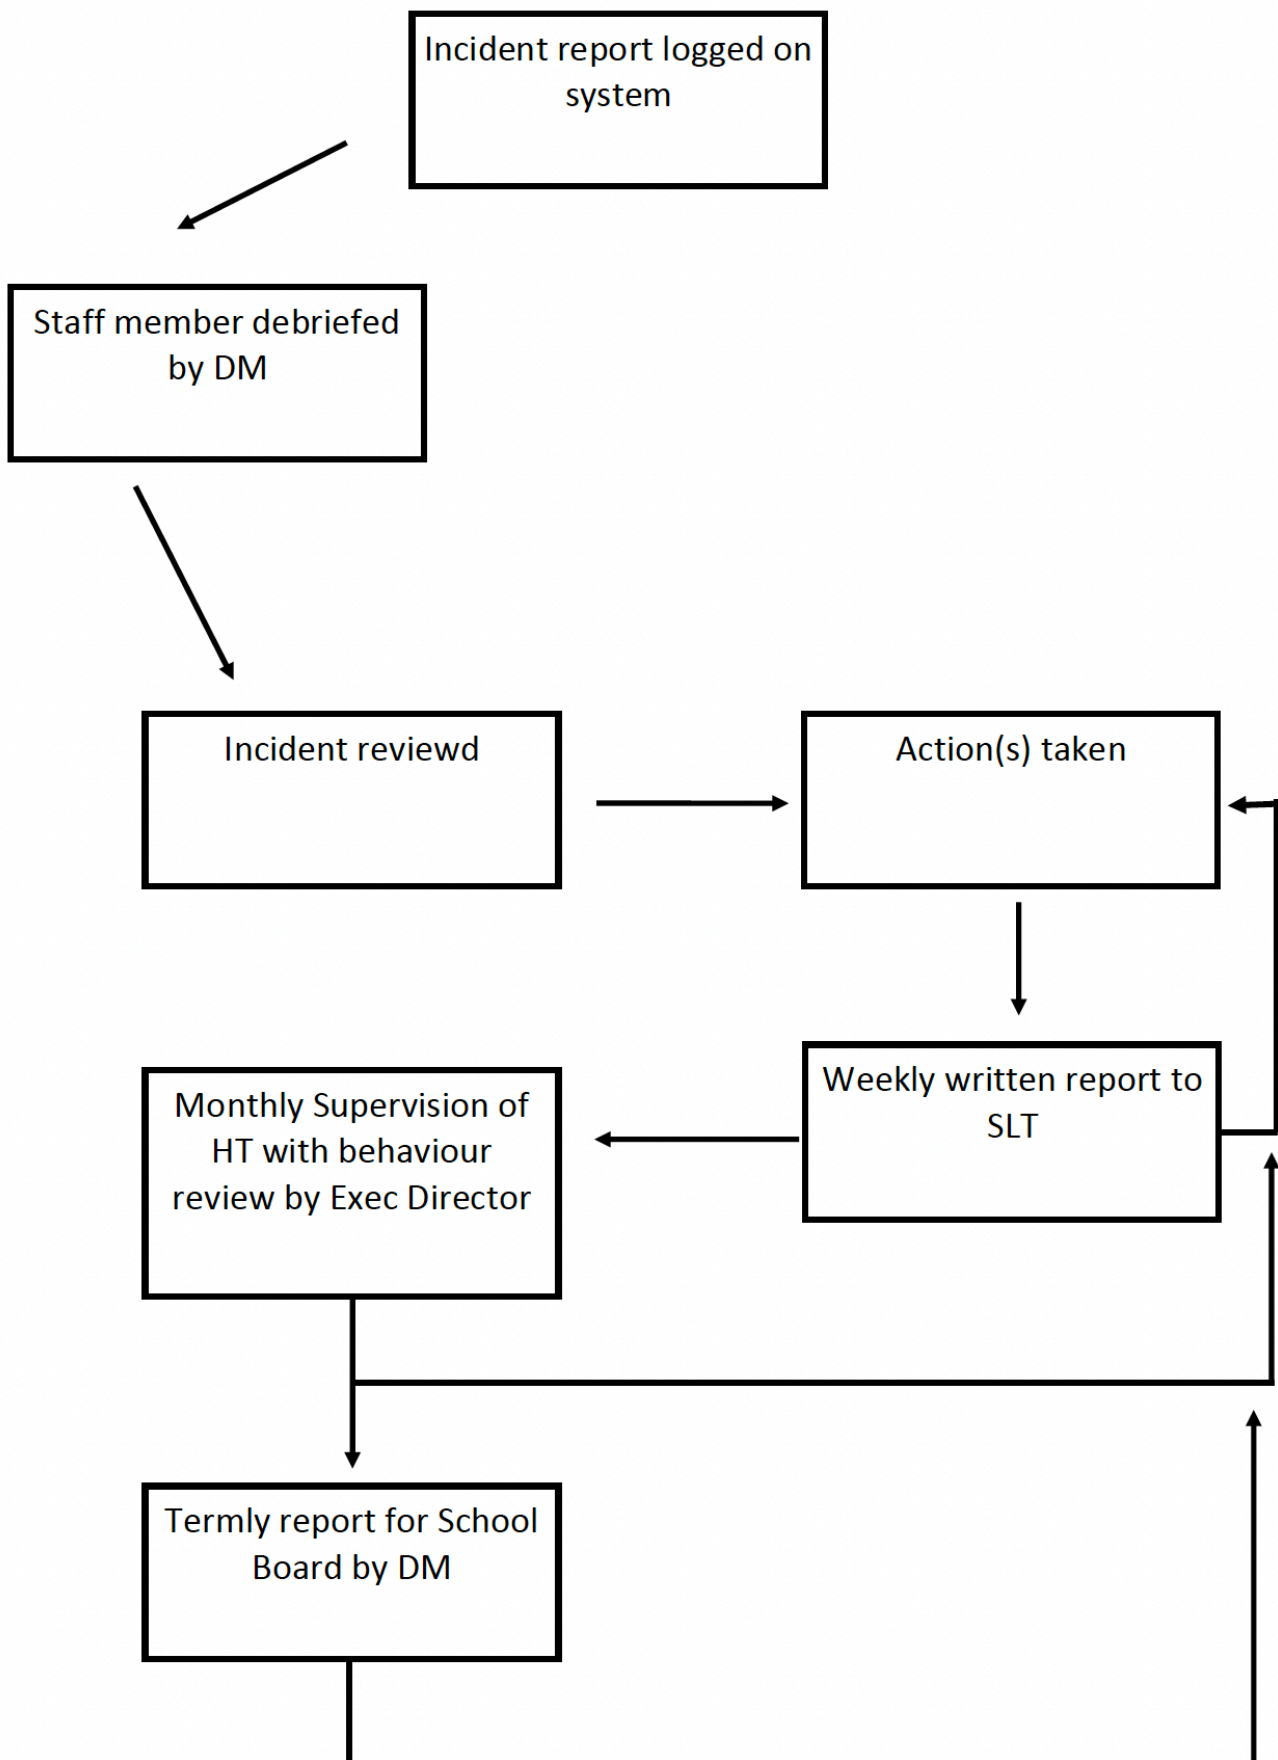 Incident report logged on
system
Staff member debriefed
by DM
Incident reviewd
Action(s) taken
Weekly written report to
SLT
Monthly Supervision of
HT with behaviour
review by Exec Director
Termly report for School
Board by DM